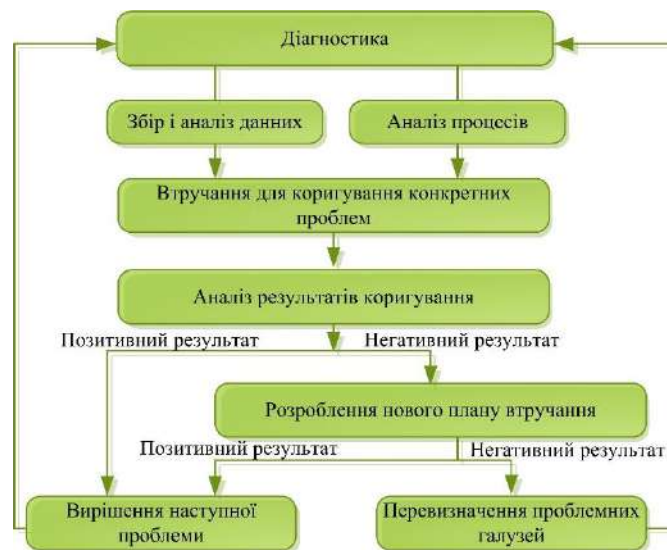 Діагностика
Збір і аналіз данних
Аналіз процесів
Втручання для коригування конкретних
проблем
Аналіз результатів коригування
Позитивний результат
Негативний результат
Розроблення нового плану втручання
Позитивний результат
Негативний результат
Вирішення наступної
проблеми
Перевизначення проблемних
галузей